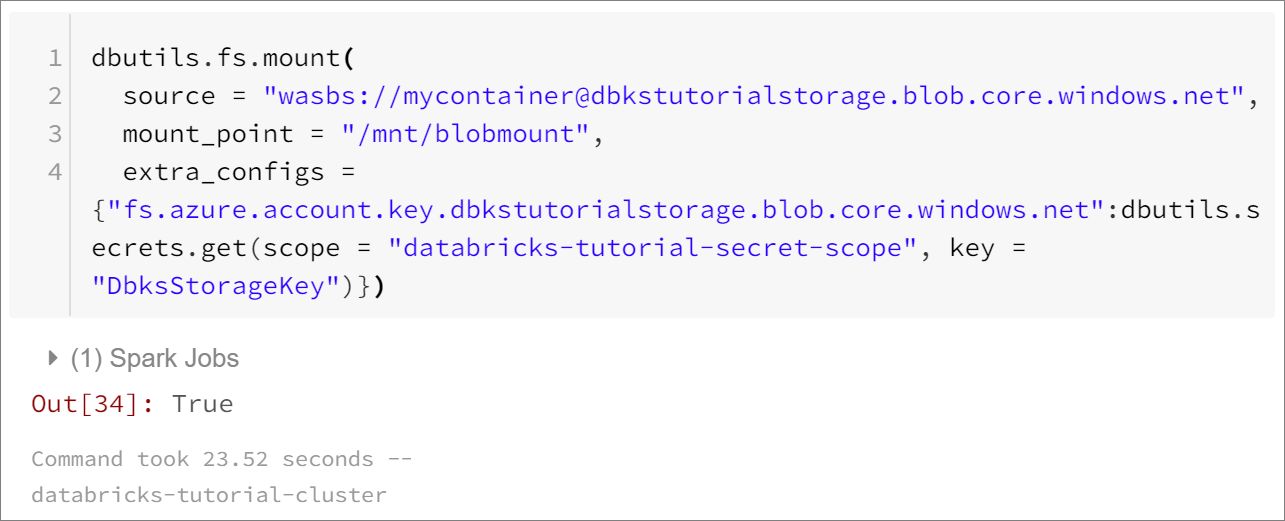 1 dbutils.fs.mount(
2   source = "wasbs://mycontainer@dbkstutorialstorage.blob.core.windows.net",
3   mount_point = "/mnt/blobmount",
4   extra_configs =
{"fs.azure.account.key.dbkstutorialstorage.blob.core.windows.net":dbutils.s
ecrets.get(scope = "databricks-tutorial-secret-scope", key =
"DbksStorageKey")})
(1) Spark Jobs
Out[34]: True
Command took 23.52 seconds --
databricks-tutorial-cluster